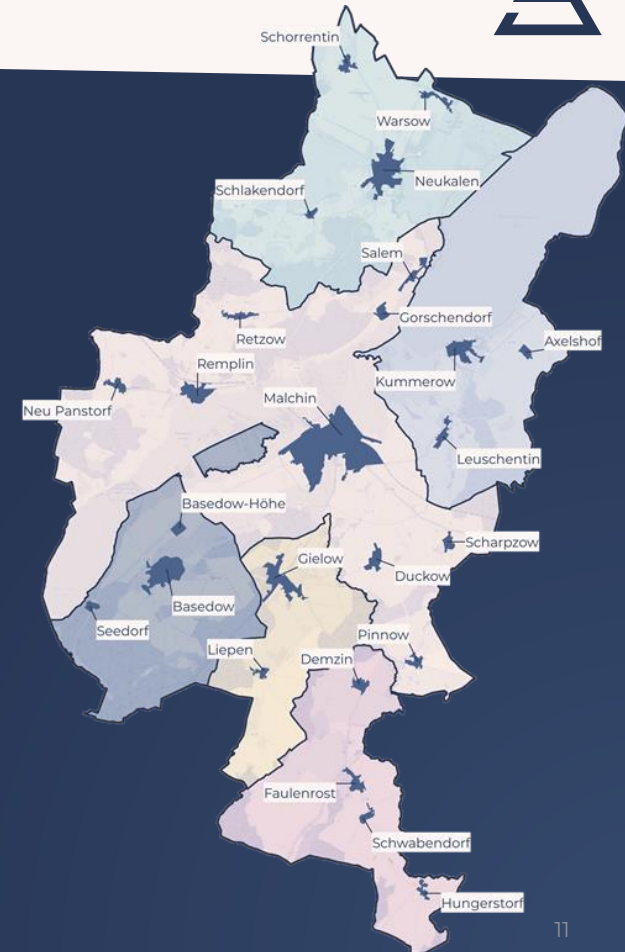 Schorrentin
Warsow
Neukalen
Schlakendorf
Salem
Gorschendorf
Retzow
Axelshof
Remplin
Kummerow
Malchin
Neu Panstorf
Leuschentin
Basedow-Höhe
Scharpzow
Gielow
Duckow
Basedow
Seedorf
Pinnow
Liepen
Demzin
Faulenrost
Schwabendorf
Hungerstorf
11